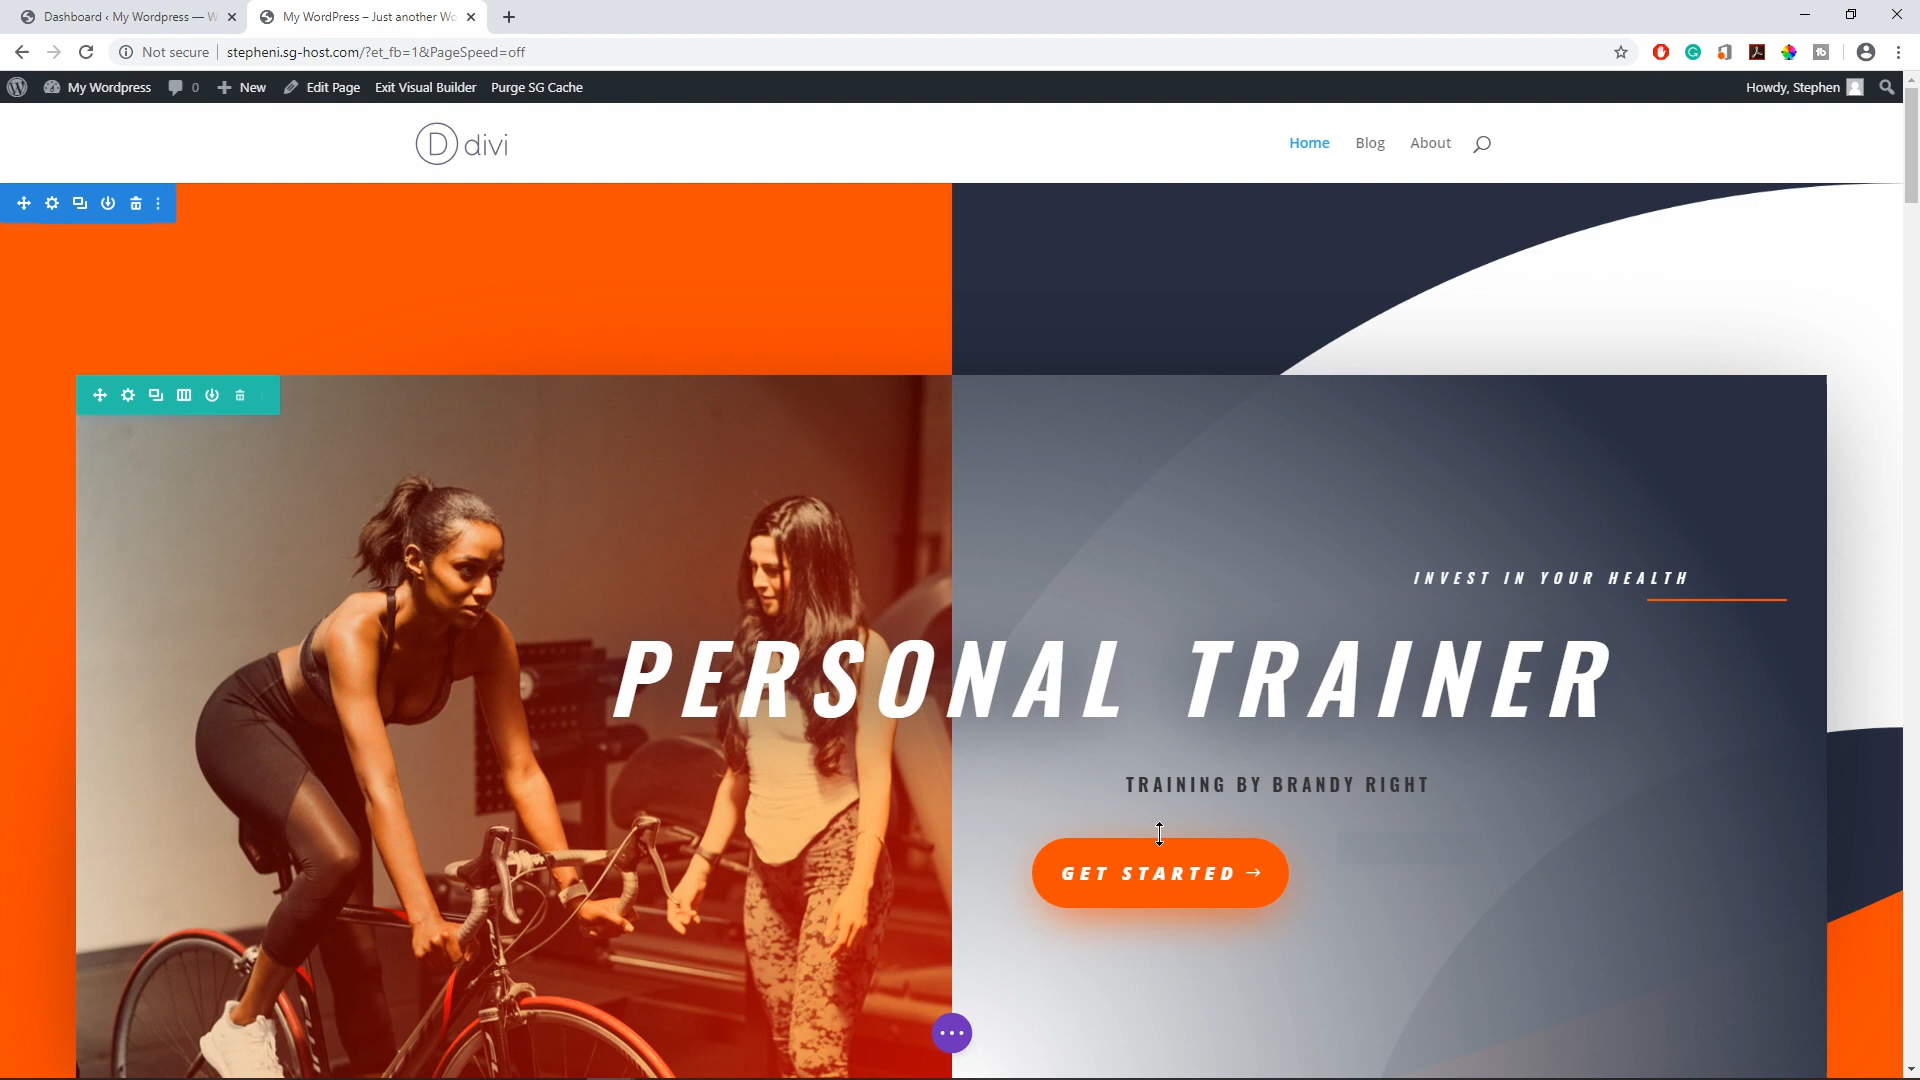 Dashboard ‹ My Wordpress — W
My WordPress – Just another Wo
Not secure
stepheni.sg-host.com/?et_fb=1&PageSpeed=off
My Wordpress
0
New
Edit Page
Exit Visual Builder
Purge SG Cache
Howdy, Stephen
D divi
Home
Blog
About
INVEST IN YOUR HEALTH
PERSONAL TRAINER
TRAINING BY BRANDY RIGHT
GET STARTED →